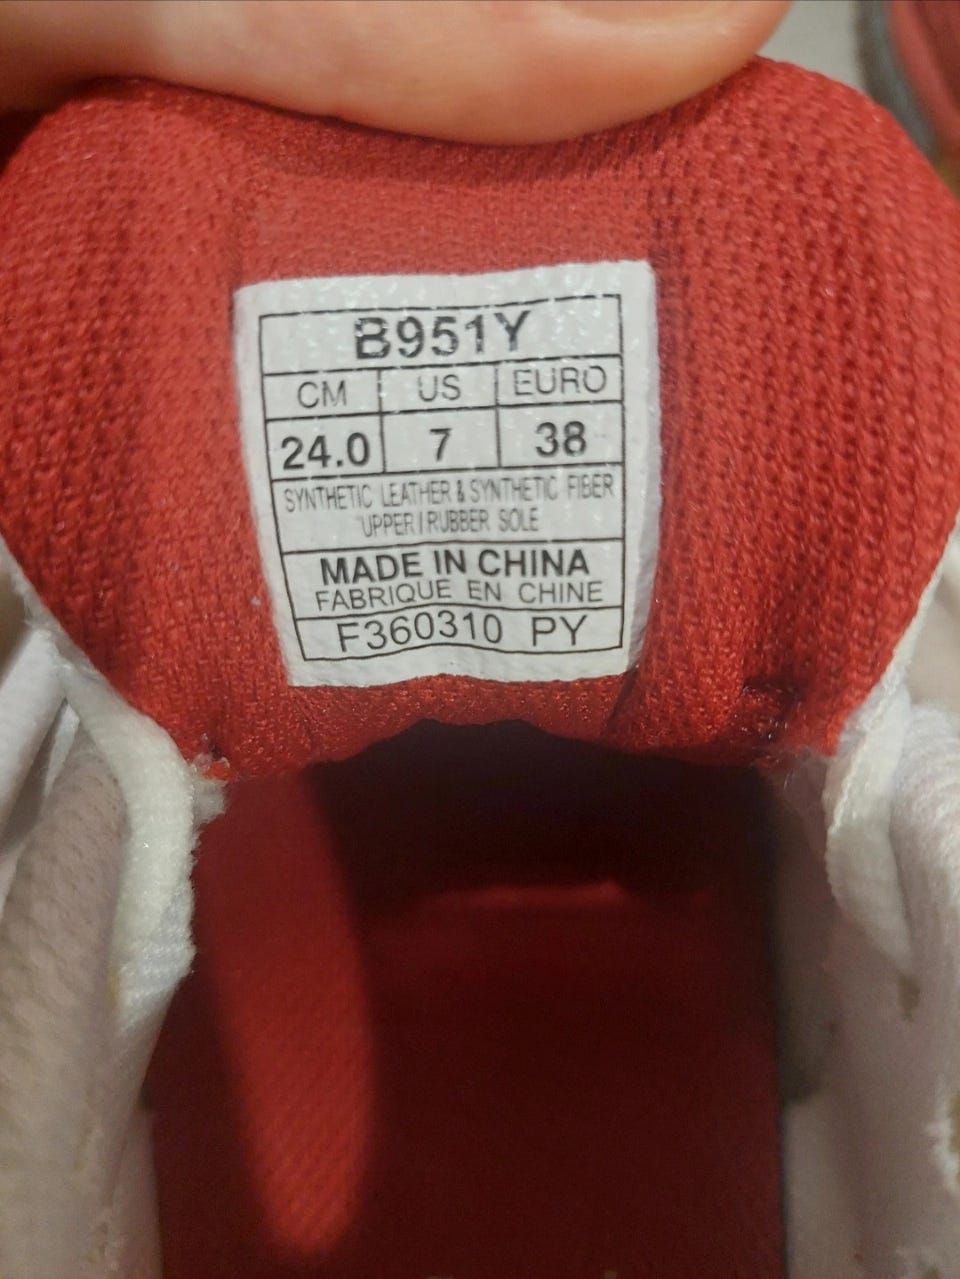 B951Y
CM US EURO
24.0 7 38
SYNTHETIC LEATHER & SYNTHETIC FIBER
UPPER / RUBBER SOLE
MADE IN CHINA
FABRIQUE EN CHINE
F360310 PY